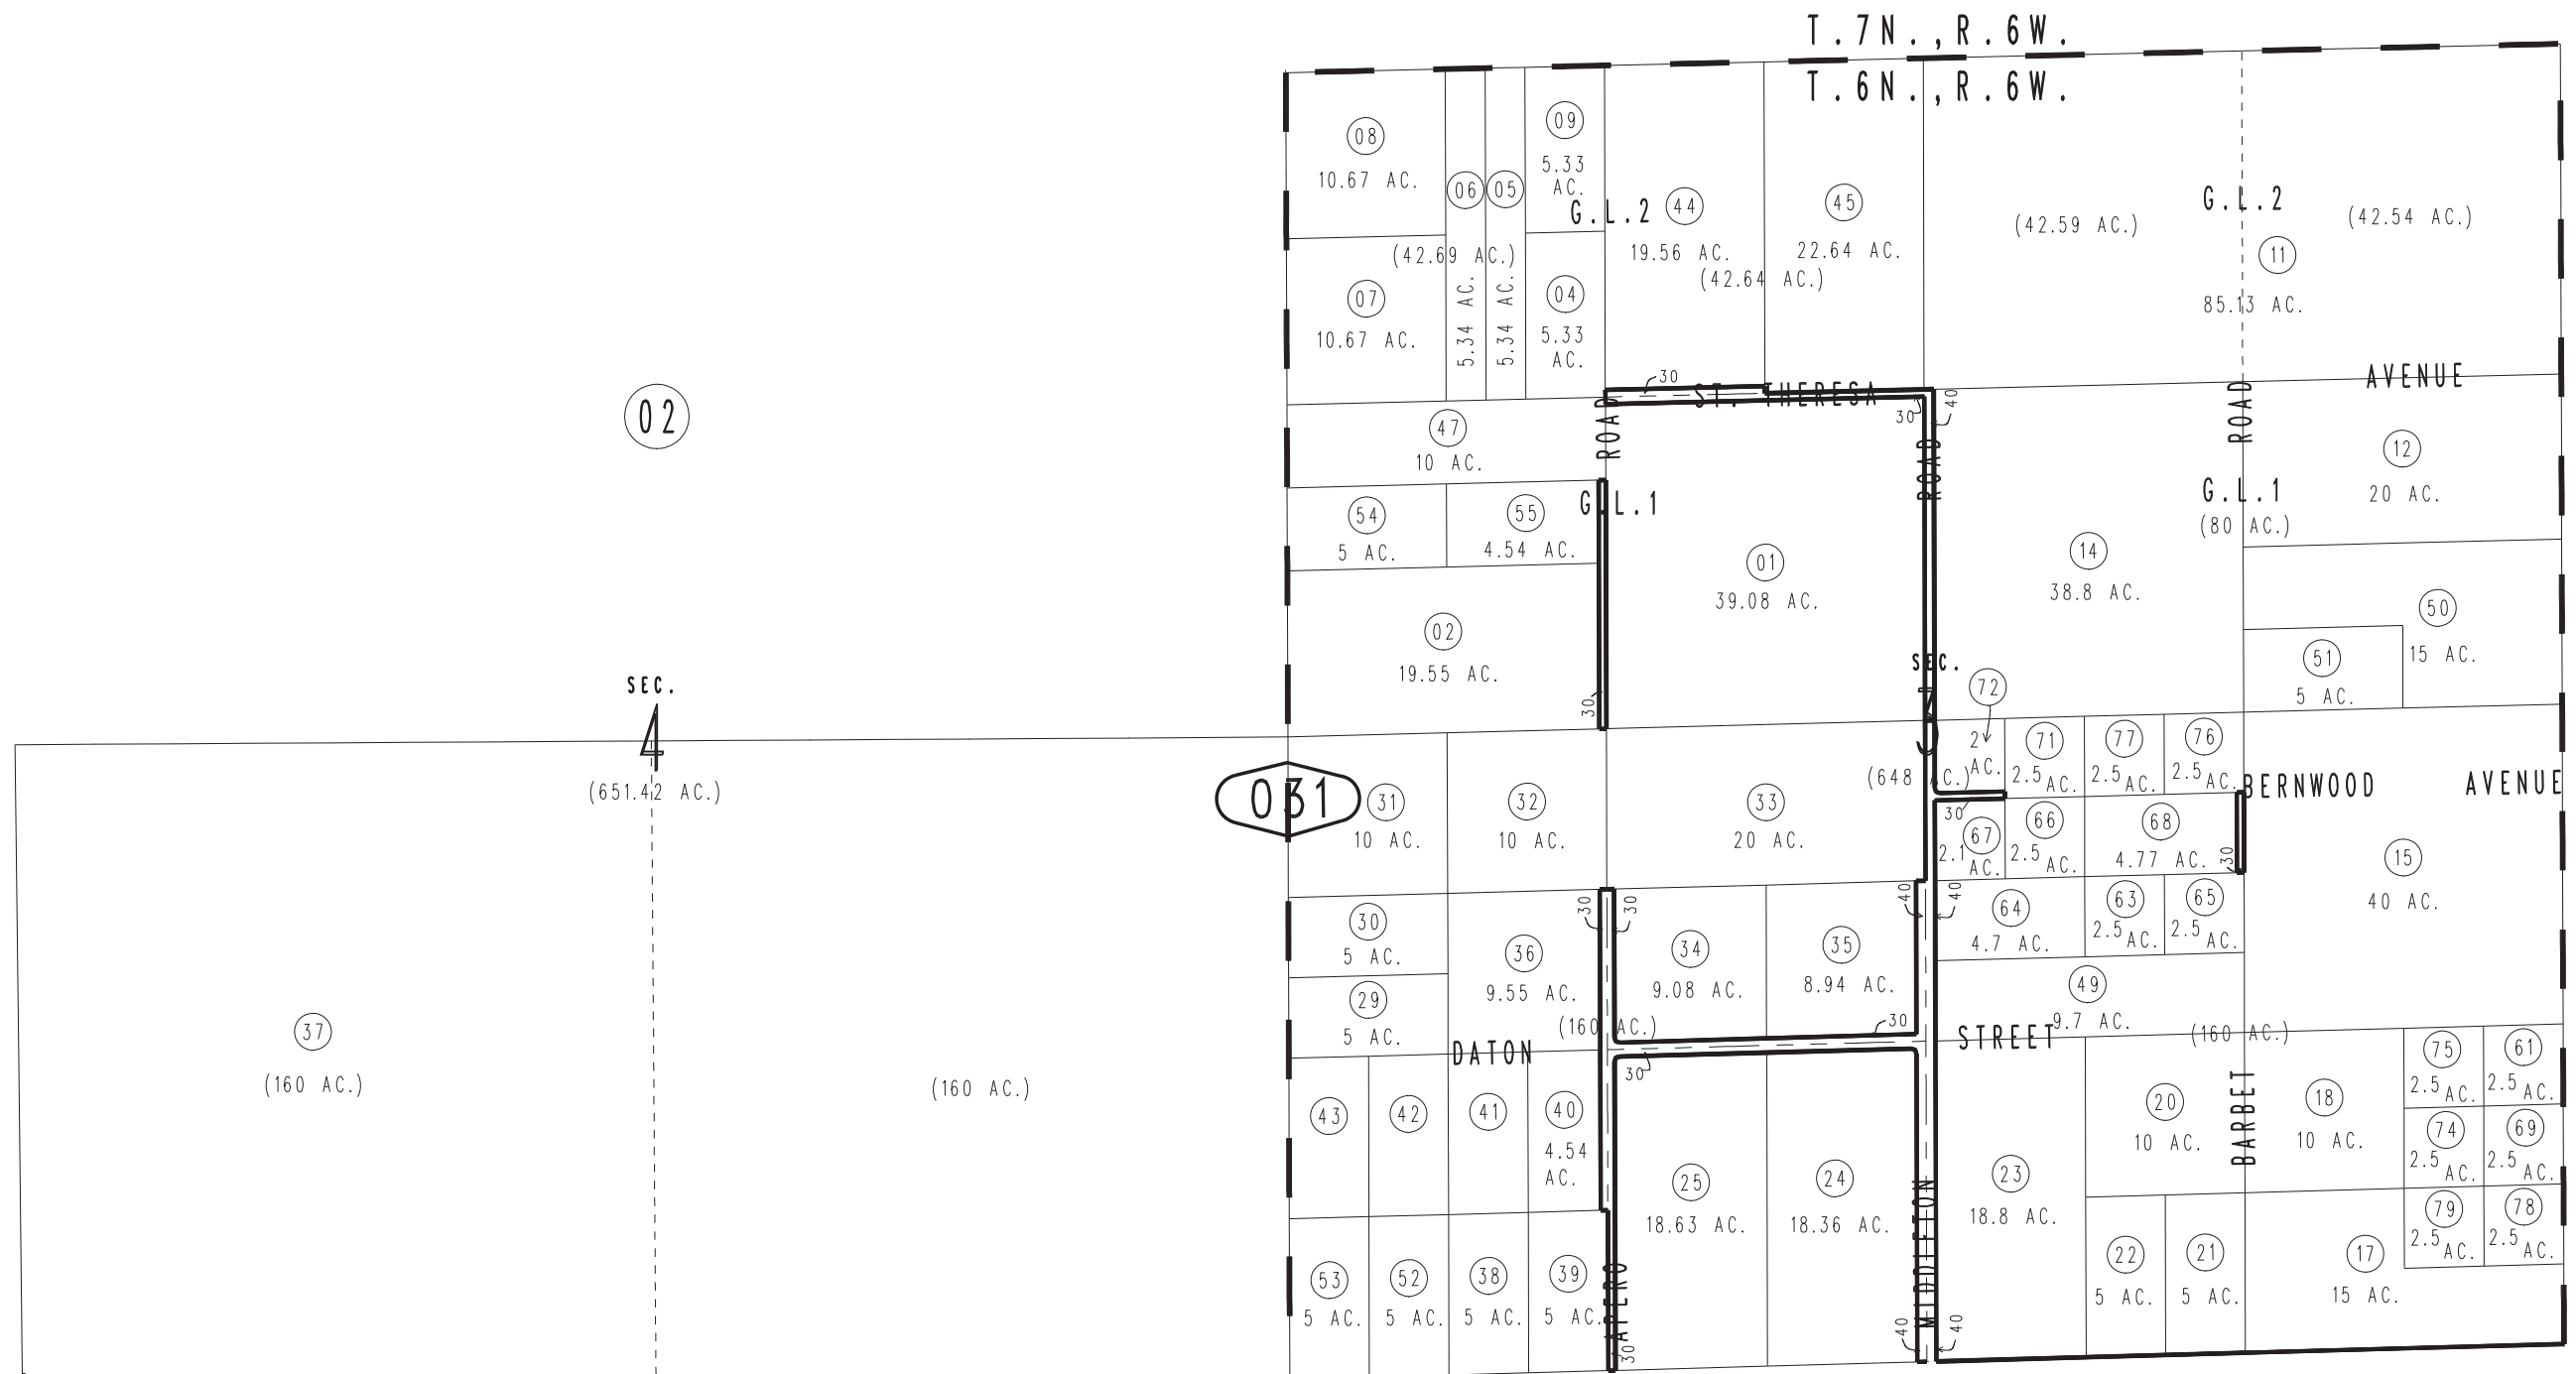 T.7N.,R.6W.
T.6N.,R.6W.
08
10.67 AC.
06
5.34 AC.
05
5.34 AC.
09
5.33
AC.
G.L.2
44
19.56 AC.
45
22.64 AC.
(42.59 AC.)
G.L.2
(42.54 AC.)
11
85.13 AC.
(42.69 AC.)
(42.64 AC.)
07
10.67 AC.
04
5.33
AC.
30
ST. THERESA
AVENUE
30
40
ROAD
ROAD
ROAD
02
47
10 AC.
12
20 AC.
G.L.1
G.L.1
(80 AC.)
54
5 AC.
55
4.54 AC.
01
39.08 AC.
14
38.8 AC.
50
15 AC.
51
5 AC.
02
19.55 AC.
30
SEC.
4
(651.42 AC.)
SEC.
72
2
AC.
71
2.5 AC.
77
2.5 AC.
76
2.5 AC.
(648 AC.)
BERNWOOD
AVENUE
031
31
10 AC.
32
10 AC.
33
20 AC.
30
67
2.1
AC.
66
2.5 AC.
68
4.77 AC.
30
15
40 AC.
30
5 AC.
36
9.55 AC.
30
30
34
9.08 AC.
35
8.94 AC.
40
40
64
4.7 AC.
63
2.5 AC.
65
2.5 AC.
29
5 AC.
(160 AC.)
30
49
9.7 AC.
(160 AC.)
37
(160 AC.)
(160 AC.)
DATON
STREET
30
43
42
41
40
4.54
AC.
20
10 AC.
BARBET
18
10 AC.
75
2.5 AC.
61
2.5 AC.
74
2.5 AC.
69
2.5 AC.
25
18.63 AC.
24
18.36 AC.
23
18.8 AC.
79
2.5 AC.
78
2.5 AC.
53
5 AC.
52
5 AC.
38
5 AC.
39
5 AC.
30
MIDDLETON
40
40
22
5 AC.
21
5 AC.
17
15 AC.